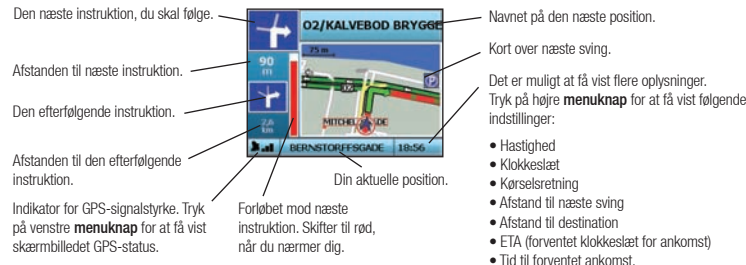 Den næste instruktion, du skal følge.
Afstanden til næste instruktion.
Den efterfølgende instruktion.
Afstanden til den efterfølgende
instruktion.
Indikator for GPS-signalstyrke. Tryk
på venstre menuknap for at få vist
skærmbilledet GPS-status.
O2/KALVEBOD BRYGGE
75 m
90
m
P
2,6
km
BERNSTORFFSGADE 18:56
Forløbet mod næste
instruktion. Skifter til rød,
når du nærmer dig.
Din aktuelle position.
Navnet på den næste position.
Kort over næste sving.
Det er muligt at få vist flere oplysninger.
Tryk på højre menuknap for at få vist følgende
indstillinger:
• Hastighed
• Klokkeslæt
• Kørselsretning
• Afstand til næste sving
• Afstand til destination
• ETA (forventet klokkeslæt for ankomst)
• Tid til forventet ankomst.